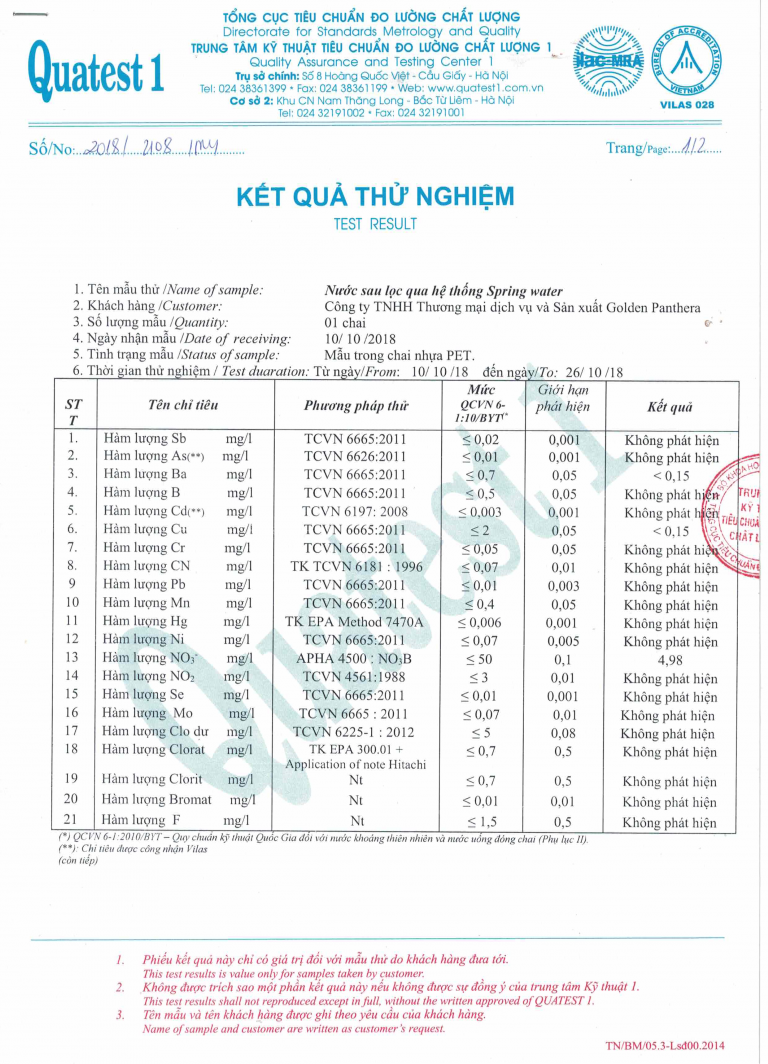 Quatest 1
TỔNG CỤC TIÊU CHUẨN ĐO LƯỜNG CHẤT LƯỢNG
Directorate for Standards Metrology and Quality
TRUNG TÂM KỸ THUẬT TIÊU CHUẨN ĐO LƯỜNG CHẤT LƯỢNG 1
Quality Assurance and Testing Center 1
Trụ sở chính: Số 8 Hoàng Quốc Việt - Cầu Giấy - Hà Nội
Tel: 024 38361399 • Fax: 024 38361199 • Web: www.quatest1.com.vn
Cơ sở 2: Khu CN Nam Thăng Long - Bắc Từ Liêm - Hà Nội
Tel: 024 32191002 • Fax: 024 32191001
ilac-MRA
BUREAU OF ACCREDITATION
VIETNAM
VILAS 028
Số/No: 2018/ 2108
Trang/Page: 1/2
KẾT QUẢ THỬ NGHIỆM
TEST RESULT
1. Tên mẫu thử /Name of sample: Nước sau lọc qua hệ thống Spring water
2. Khách hàng /Customer: Công ty TNHH Thương mại dịch vụ và Sản xuất Golden Panthera
3. Số lượng mẫu /Quantity: 01 chai
4. Ngày nhận mẫu /Date of receiving: 10/ 10 /2018
5. Tình trạng mẫu /Status of sample: Mẫu trong chai nhựa PET.
6. Thời gian thử nghiệm / Test duaration: Từ ngày/From: 10/ 10 /18 đến ngày/To: 26/ 10 /18
STT Tên chỉ tiêu Phương pháp thử Mức QCVN 6-1:10/BYT(* Giới hạn phát hiện Kết quả
1. Hàm lượng Sb mg/l TCVN 6665:2011 ≤ 0,02 0,001 Không phát hiện
2. Hàm lượng As(**) mg/l TCVN 6626:2011 ≤ 0,01 0,001 Không phát hiện
3. Hàm lượng Ba mg/l TCVN 6665:2011 ≤ 0,7 0,05 < 0,15
4. Hàm lượng B mg/l TCVN 6665:2011 ≤ 0,5 0,05 Không phát hiện
5. Hàm lượng Cd(**) mg/l TCVN 6197: 2008 ≤ 0,003 0,001 Không phát hiện
6. Hàm lượng Cu mg/l TCVN 6665:2011 ≤ 2 0,05 < 0,15
7. Hàm lượng Cr mg/l TCVN 6665:2011 ≤ 0,05 0,05 Không phát hiện
8. Hàm lượng CN mg/l TK TCVN 6181 : 1996 ≤ 0,07 0,01 Không phát hiện
9 Hàm lượng Pb mg/l TCVN 6665:2011 ≤ 0,01 0,003 Không phát hiện
10 Hàm lượng Mn mg/l TCVN 6665:2011 ≤ 0,4 0,05 Không phát hiện
11 Hàm lượng Hg mg/l TK EPA Method 7470A ≤ 0,006 0,001 Không phát hiện
12 Hàm lượng Ni mg/l TCVN 6665:2011 ≤ 0,07 0,005 Không phát hiện
13 Hàm lượng NO3- mg/l APHA 4500 : NO3B ≤ 50 0,1 4,98
14 Hàm lượng NO2 mg/l TCVN 4561:1988 ≤ 3 0,01 Không phát hiện
15 Hàm lượng Se mg/l TCVN 6665:2011 ≤ 0,01 0,001 Không phát hiện
16 Hàm lượng Mo mg/l TCVN 6665 : 2011 ≤ 0,07 0,01 Không phát hiện
17 Hàm lượng Clo dư mg/l TCVN 6225-1 : 2012 ≤ 5 0,08 Không phát hiện
18 Hàm lượng Clorat mg/l TK EPA 300.01 + Application of note Hitachi ≤ 0,7 0,5 Không phát hiện
19 Hàm lượng Clorit mg/l Nt ≤ 0,7 0,5 Không phát hiện
20 Hàm lượng Bromat mg/l Nt ≤ 0,01 0,01 Không phát hiện
21 Hàm lượng F mg/l Nt ≤ 1,5 0,5 Không phát hiện
(*) QCVN 6-1:2010/BYT – Quy chuẩn kỹ thuật Quốc Gia đối với nước khoáng thiên nhiên và nước uống đóng chai (Phụ lục II).
(**): Chỉ tiêu được công nhận Vilas
(còn tiếp)
1. Phiếu kết quả này chỉ có giá trị đối với mẫu thử do khách hàng đưa tới.
This test results is value only for samples taken by customer.
2. Không được trích sao một phần kết quả này nếu không được sự đồng ý của trung tâm Kỹ thuật 1.
This test results shall not reproduced except in full, without the written approved of QUATEST 1.
3. Tên mẫu và tên khách hàng được ghi theo yêu cầu của khách hàng.
Name of sample and customer are written as customer's request.
TN/BM/05.3-Lsđ00.2014